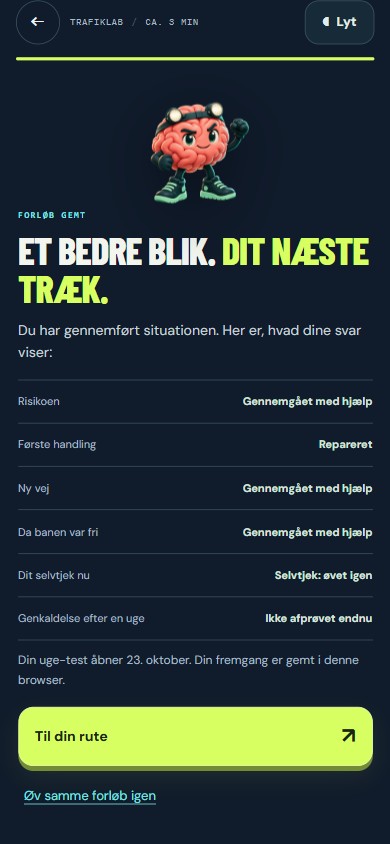 TRAFIKLAB / CA. 3 MIN
Lyt
FORLØB GEMT
ET BEDRE BLIK. DIT NÆSTE
TRÆK.
Du har gennemført situationen. Her er, hvad dine svar
viser:
Risikoen Gennemgået med hjælp
Første handling Repareret
Ny vej Gennemgået med hjælp
Da banen var fri Gennemgået med hjælp
Dit selvtjek nu Selvtjek: øvet igen
Genkaldelse efter en uge Ikke afprøvet endnu
Din uge-test åbner 23. oktober. Din fremgang er gemt i denne
browser.
Til din rute
Øv samme forløb igen